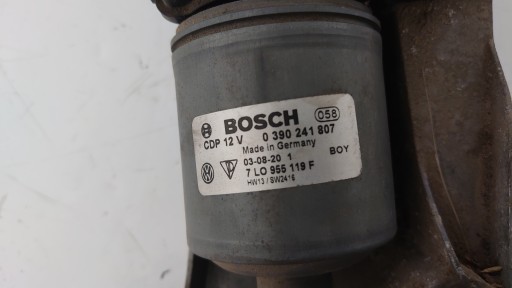 BOSCH 058
CDP 12 V 0 390 241 807
Made in Germany
03-08-20 1 BOY
7 L0 955 119 F
HW13 / SW2416